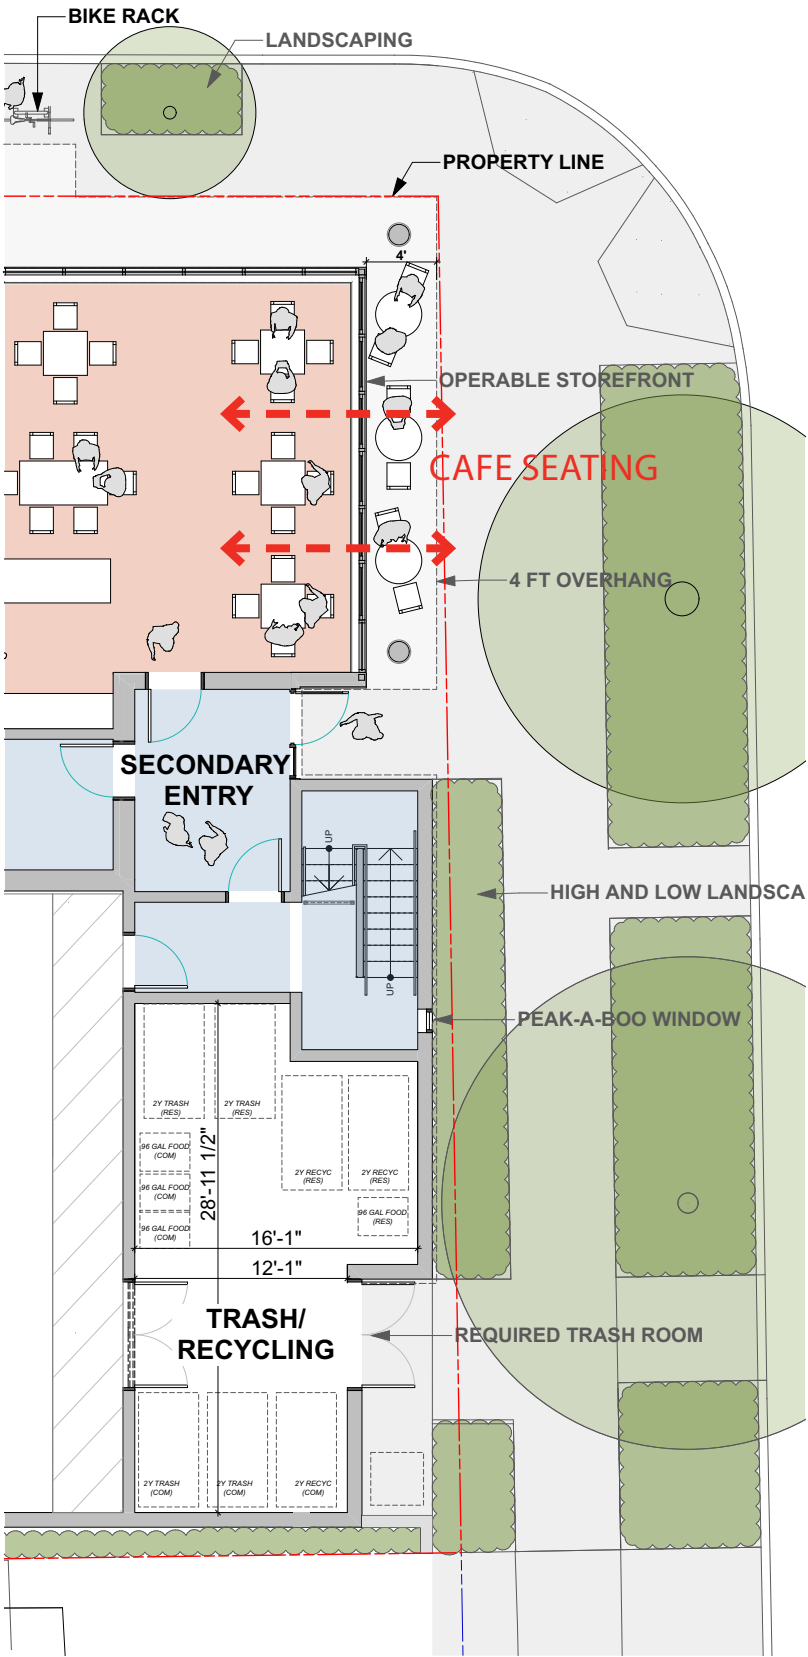 BIKE RACK
LANDSCAPING
PROPERTY LINE
4'
OPERABLE STOREFRONT
CAFE SEATING
4 FT OVERHANG
SECONDARY
ENTRY
UP
HIGH AND LOW LANDSCA
UP
PEAK-A-BOO WINDOW
2Y TRASH
(RES)
2Y TRASH
(RES)
96 GAL FOOD
(COM)
28'-11 1/2"
2Y RECYC
(RES)
2Y RECYC
(RES)
96 GAL FOOD
(COM)
96 GAL FOOD
(RES)
96 GAL FOOD
(COM)
16'-1"
12'-1"
TRASH/
RECYCLING
REQUIRED TRASH ROOM
2Y TRASH
(COM)
2Y TRASH
(COM)
2Y RECYC
(COM)